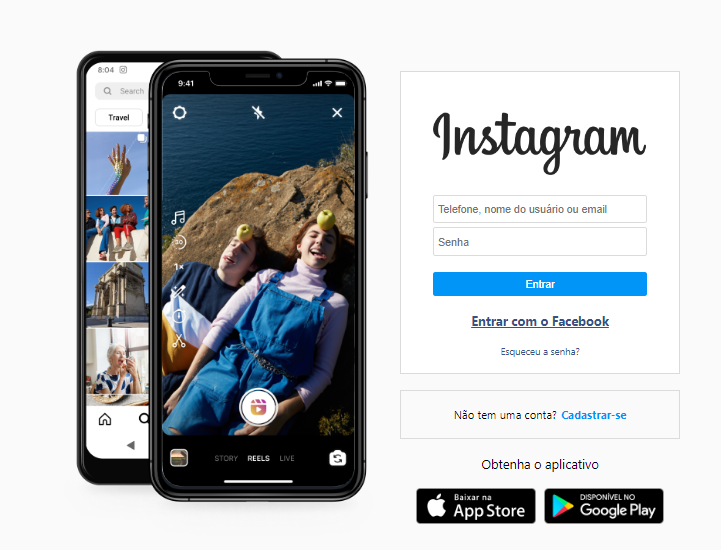 8:04
Search
Travel
9:41
30
1x
STORY REELS LIVE
Instagram
Telefone, nome do usuário ou email
Senha
Entrar
Entrar com o Facebook
Esqueceu a senha?
Não tem uma conta? Cadastrar-se
Obtenha o aplicativo
Baixar na
App Store
DISPONÍVEL NO
Google Play